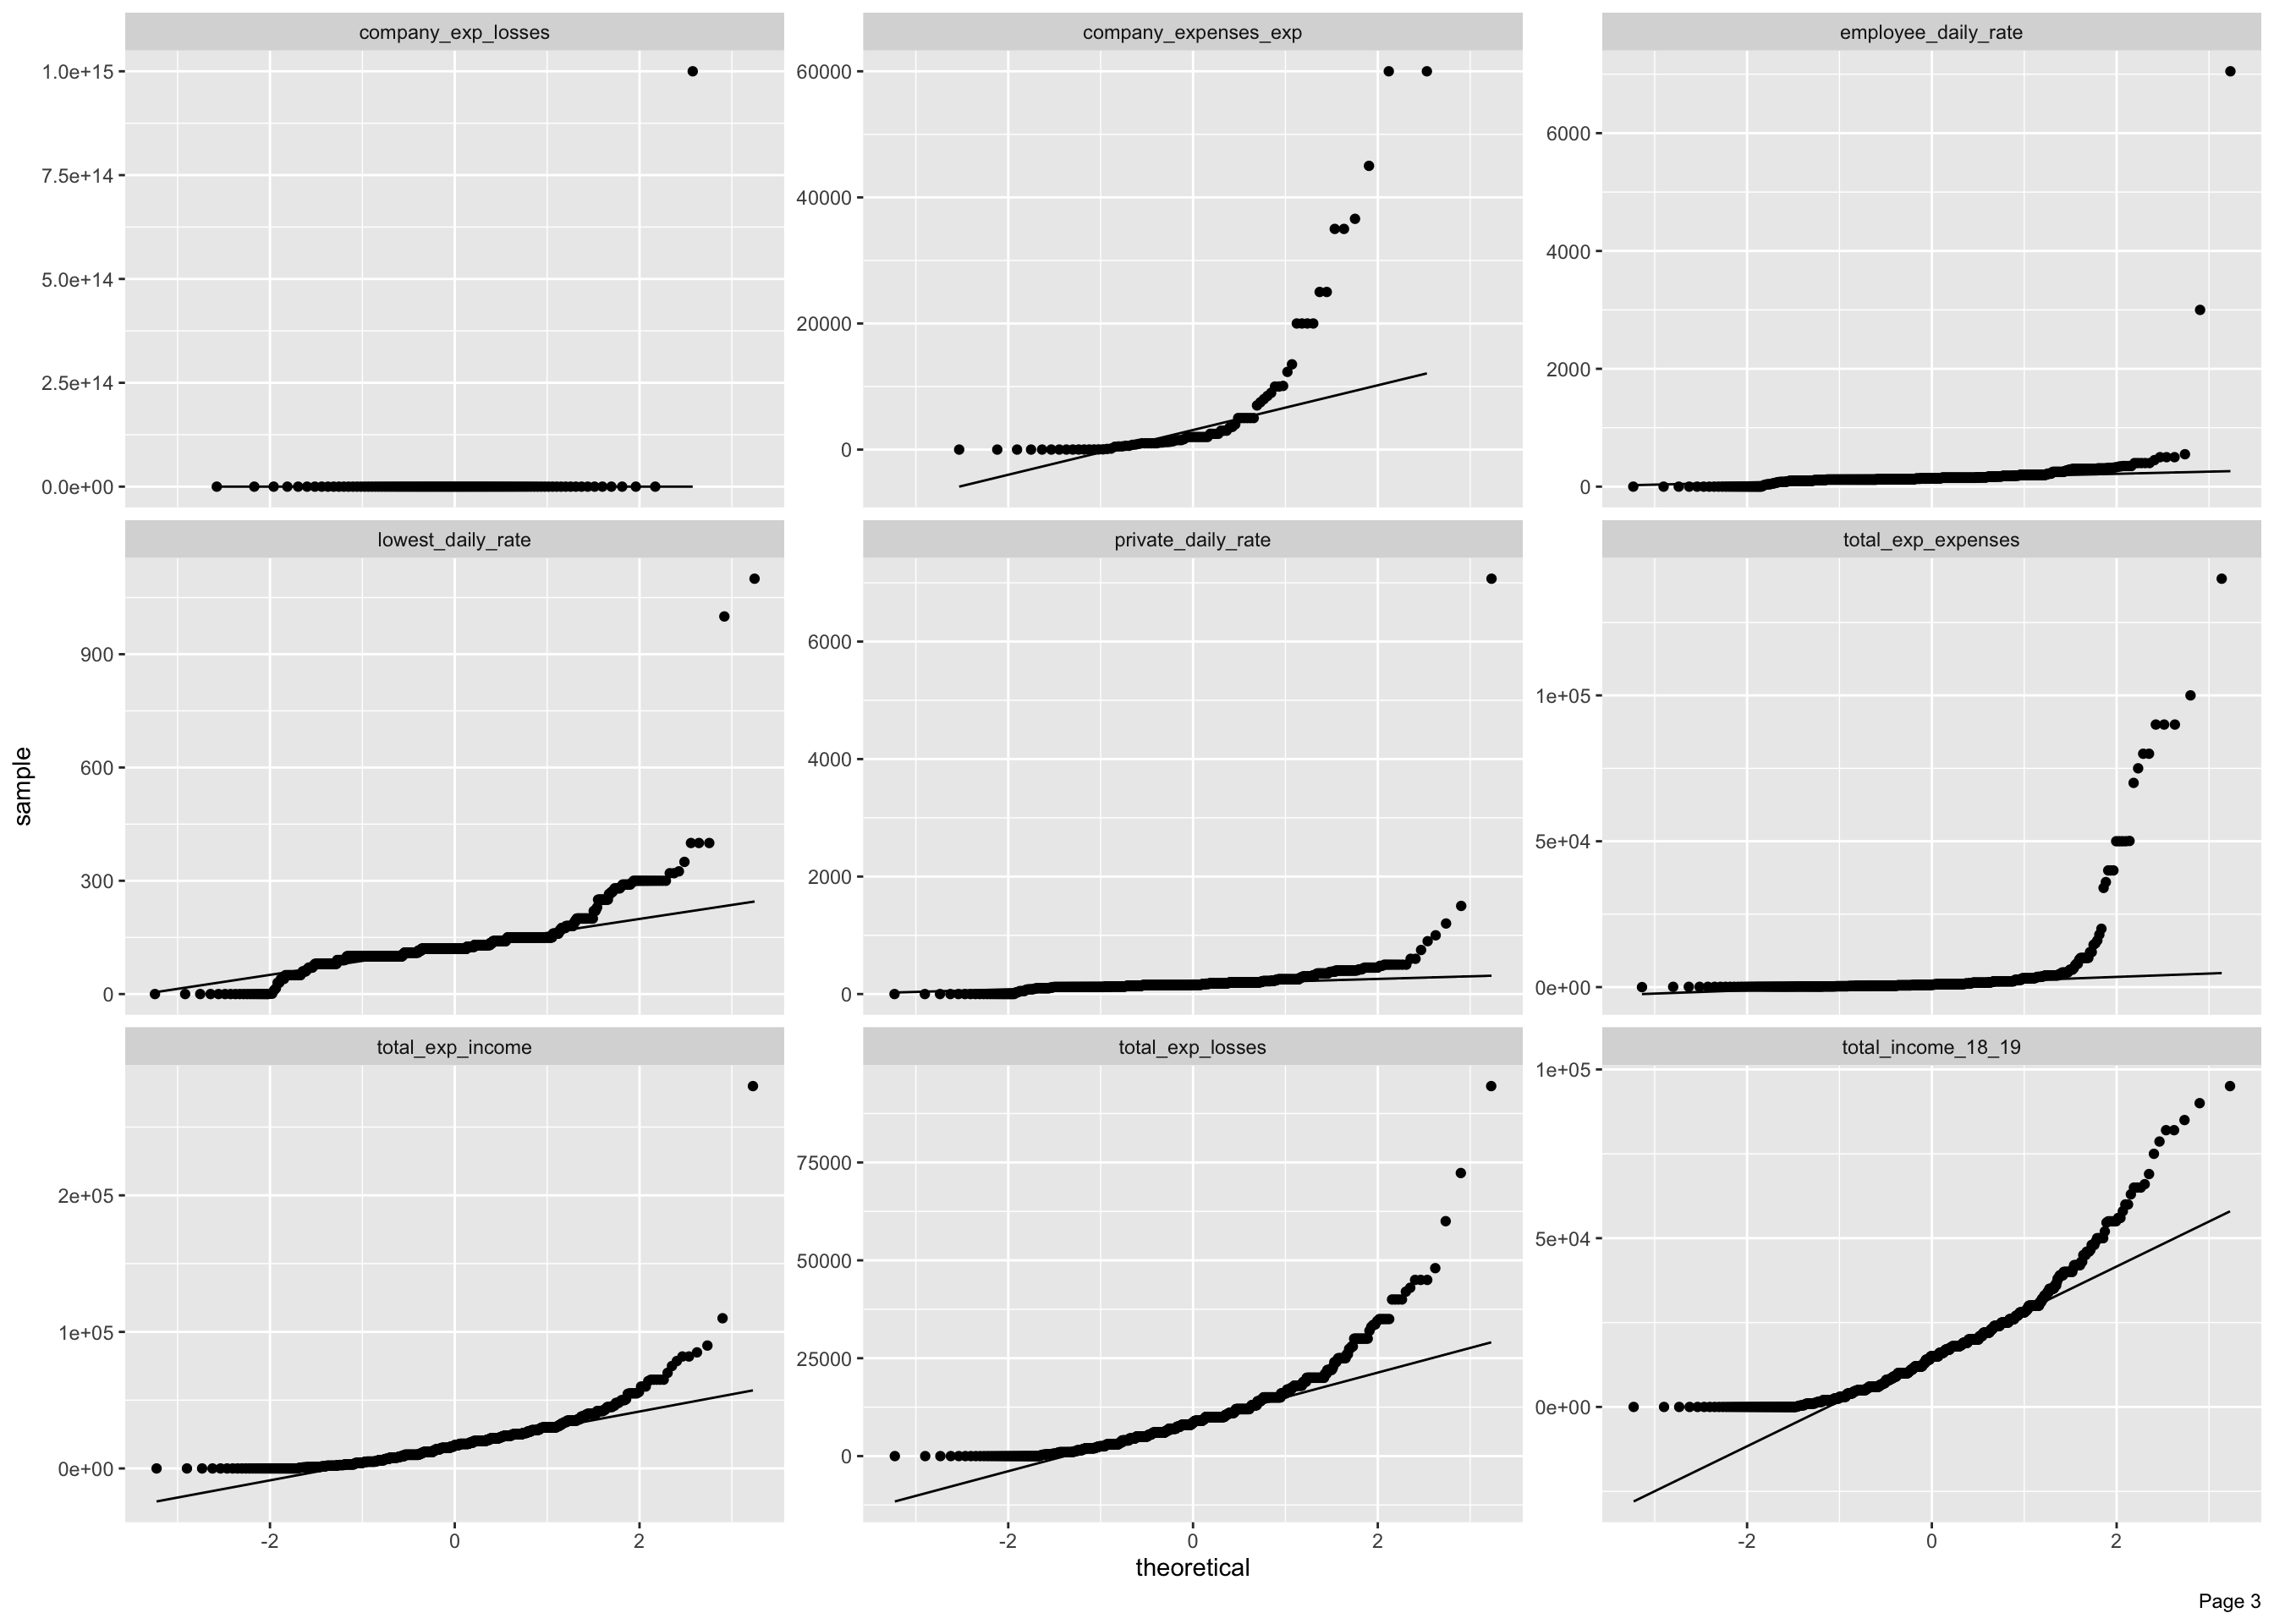 company_exp_losses
company_expenses_exp
employee_daily_rate
1.0e+15
7.5e+14
5.0e+14
2.5e+14
0.0e+00
60000
40000
20000
0
6000
4000
2000
0
lowest_daily_rate
private_daily_rate
total_exp_expenses
900
600
300
0
6000
4000
2000
0
1e+05
5e+04
0e+00
total_exp_income
total_exp_losses
total_income_18_19
2e+05
1e+05
0e+00
75000
50000
25000
0
1e+05
5e+04
0e+00
-2 0 2
-2 0 2
-2 0 2
sample
theoretical
Page 3